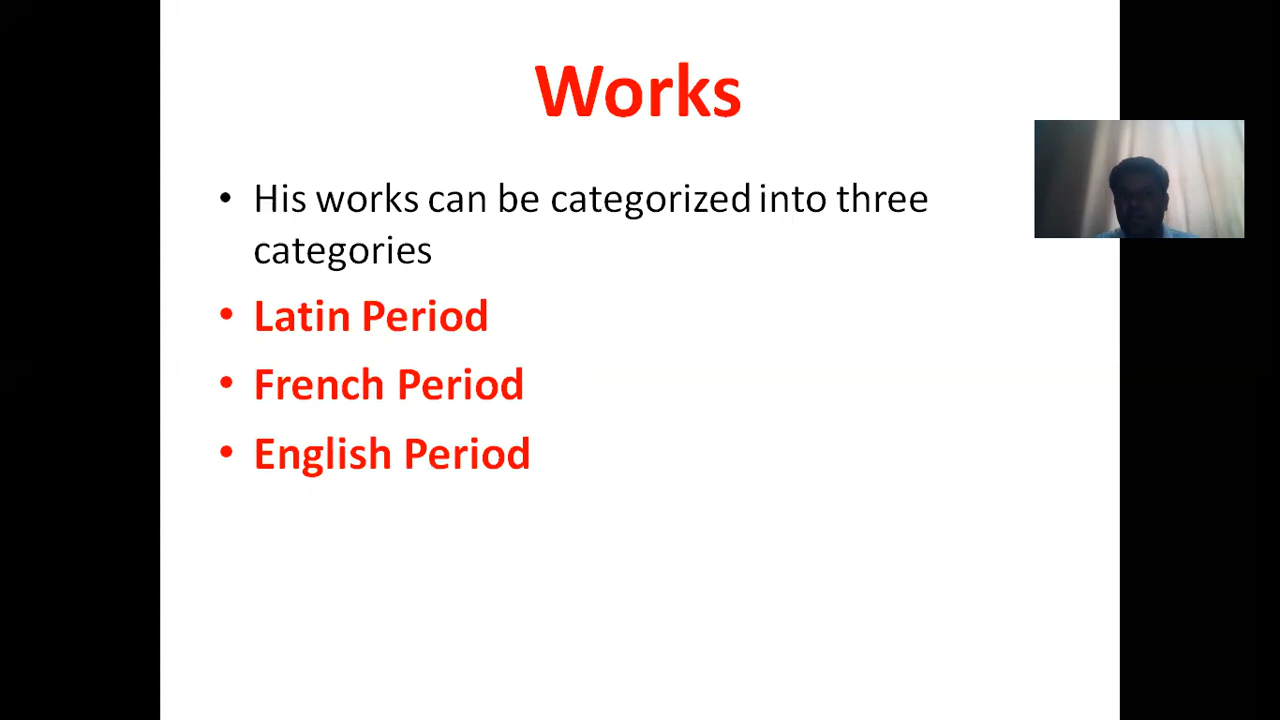 Works
• His works can be categorized into three
categories
• Latin Period
• French Period
• English Period